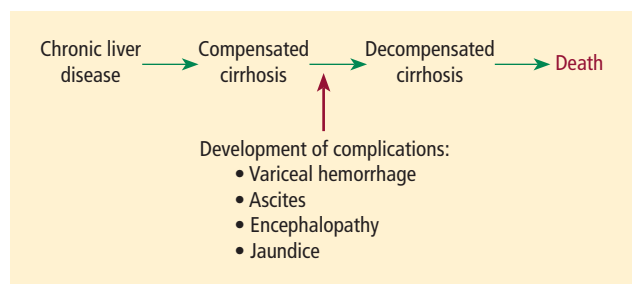 Chronic liver
disease
Compensated
cirrhosis
Decompensated
cirrhosis
Death
Development of complications:
• Variceal hemorrhage
• Ascites
• Encephalopathy
• Jaundice